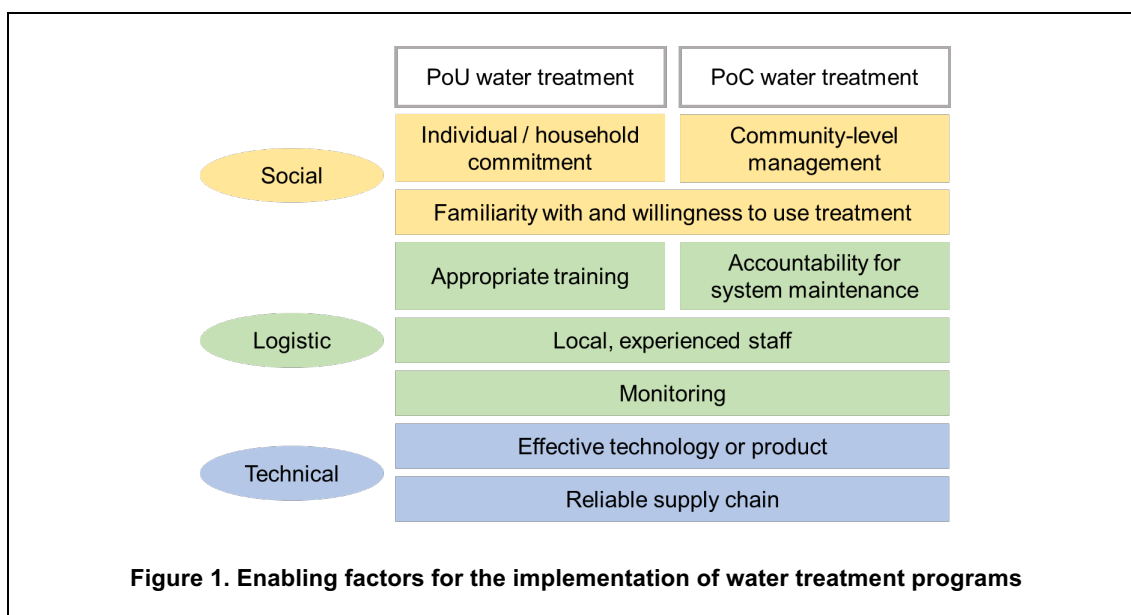 PoU water treatment
PoC water treatment
Social
Individual / household
commitment
Community-level
management
Familiarity with and willingness to use treatment
Logistic
Appropriate training
Accountability for
system maintenance
Local, experienced staff
Monitoring
Technical
Effective technology or product
Reliable supply chain
Figure 1. Enabling factors for the implementation of water treatment programs